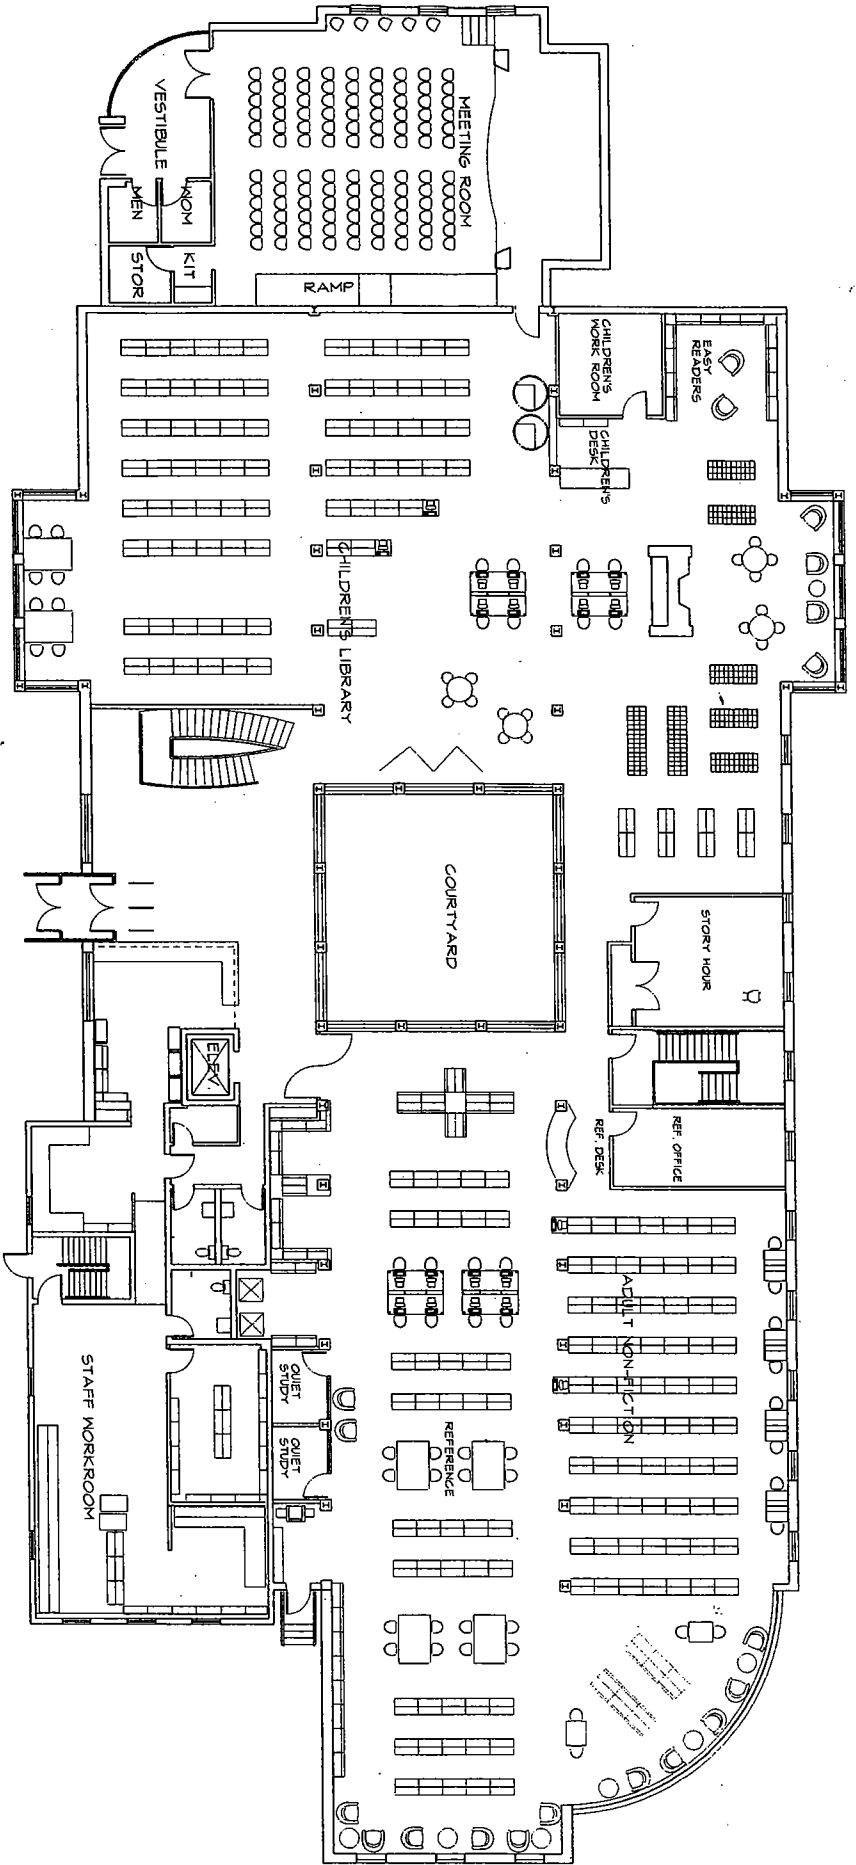 MEETING ROOM
VESTIBULE
WOM
MEN
KIT
STOR
RAMP
CHILDREN'S
WORK ROOM
EASY
READERS
CHILDREN'S
DESK
CHILDREN'S LIBRARY
COURTYARD
STORY HOUR
ELEV.
REF. DESK
REF. OFFICE
ADULT NON-FICTION
STAFF WORKROOM
QUIET
STUDY
QUIET
STUDY
REFERENCE